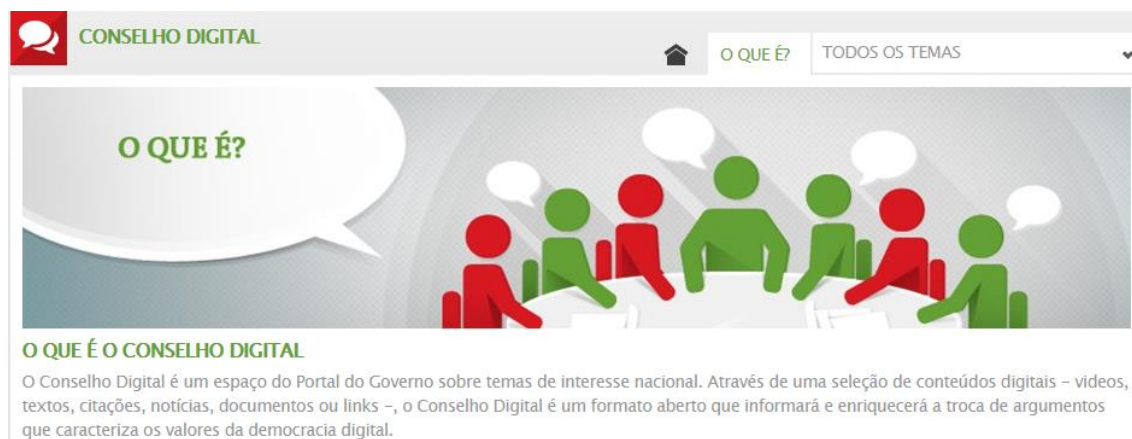 CONSELHO DIGITAL
O QUE É?
TODOS OS TEMAS
O QUE É?
O QUE É O CONSELHO DIGITAL
O Conselho Digital é um espaço do Portal do Governo sobre temas de interesse nacional. Através de uma seleção de conteúdos digitais – videos,
textos, citações, notícias, documentos ou links –, o Conselho Digital é um formato aberto que informará e enriquecerá a troca de argumentos
que caracteriza os valores da democracia digital.